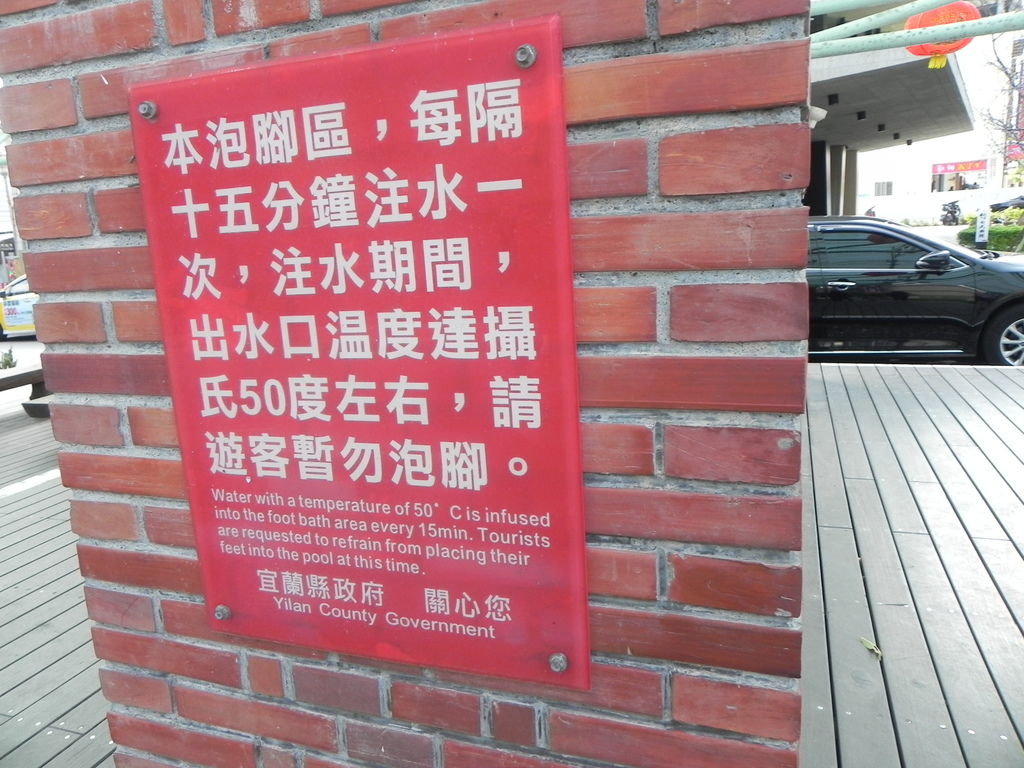 本泡腳區，每隔
十五分鐘注水一
次，注水期間，
出水口溫度達攝
氏50度左右，請
遊客暫勿泡腳。
Water with a temperature of 50° C is infused
into the foot bath area every 15min. Tourists
are requested to refrain from placing their
feet into the pool at this time.
宜蘭縣政府 關心您
Yilan County Government